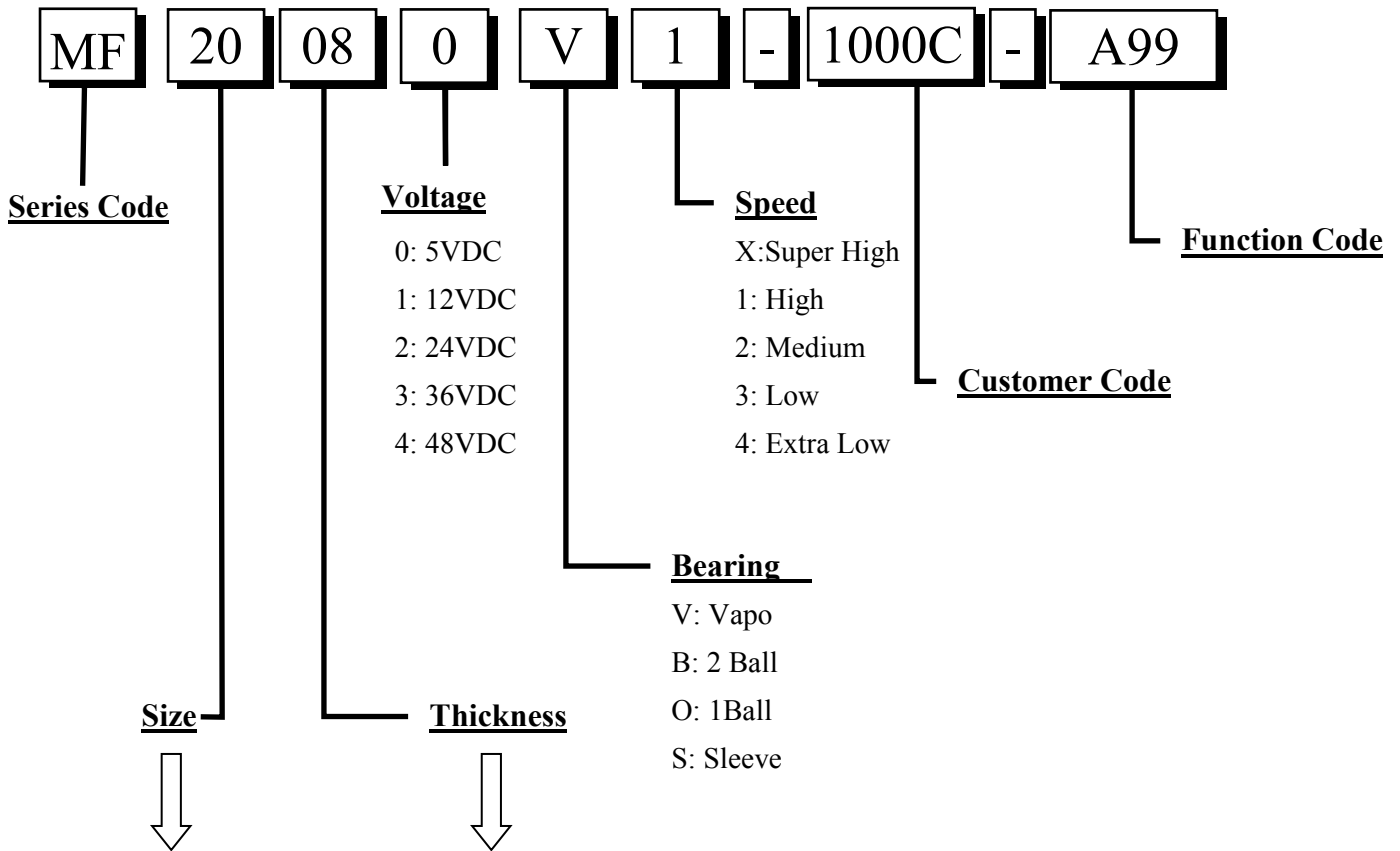 MF 20 08 0 V 1 - 1000C - A99
Series Code
Voltage
0: 5VDC
1: 12VDC
2: 24VDC
3: 36VDC
4: 48VDC
Speed
X:Super High
1: High
2: Medium
3: Low
4: Extra Low
Function Code
Customer Code
Bearing
V: Vapo
B: 2 Ball
O: 1Ball
S: Sleeve
Size
Thickness